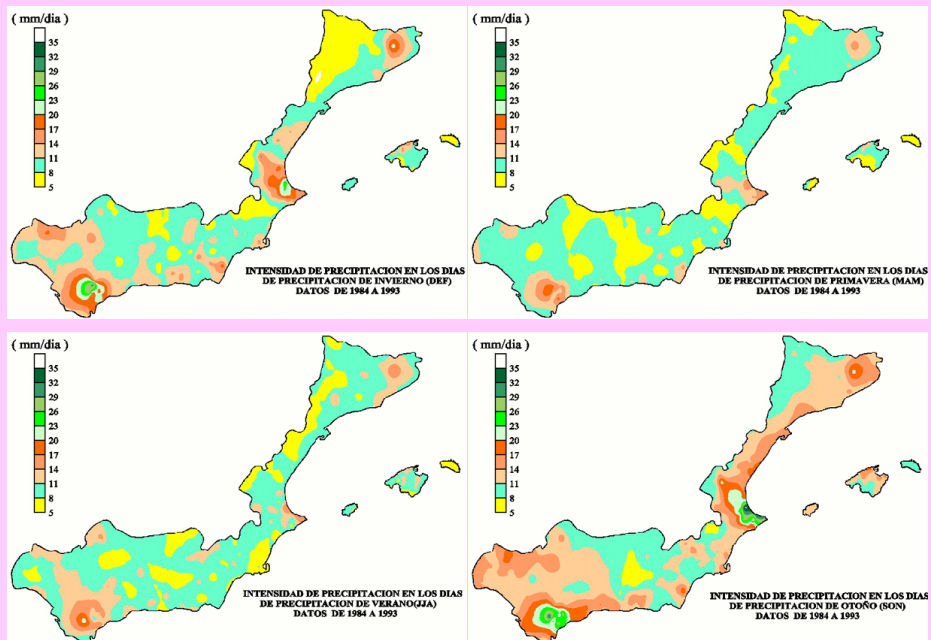 ( mm/dia )
35
32
29
26
23
20
17
14
11
8
5
INTENSIDAD DE PRECIPITACION EN LOS DIAS
DE PRECIPITACION DE INVIERNO (DEF)
DATOS DE 1984 A 1993
( mm/dia )
35
32
29
26
23
20
17
14
11
8
5
INTENSIDAD DE PRECIPITACION EN LOS DIAS
DE PRECIPITACION DE PRIMAVERA (MAM)
DATOS DE 1984 A 1993
( mm/dia )
35
32
29
26
23
20
17
14
11
8
5
INTENSIDAD DE PRECIPITACION EN LOS DIAS
DE PRECIPITACION DE VERANO(JJA)
DATOS DE 1984 A 1993
( mm/dia )
35
32
29
26
23
20
17
14
11
8
5
INTENSIDAD DE PRECIPITACION EN LOS DIAS
DE PRECIPITACION DE OTOÑO (SON)
DATOS DE 1984 A 1993